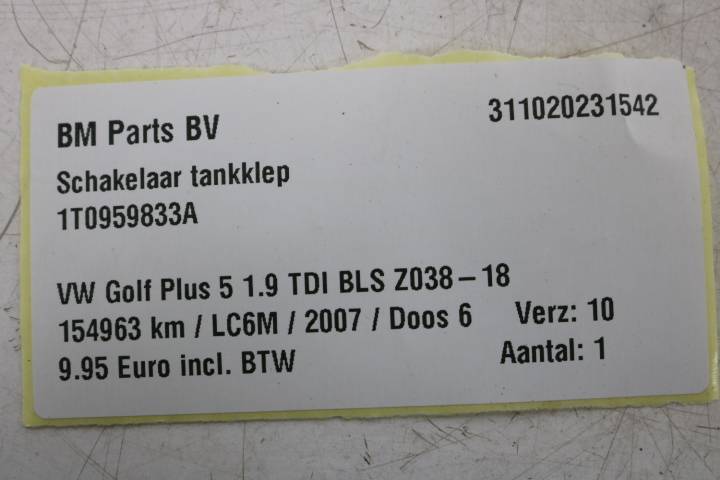 BM Parts BV 311020231542
Schakelaar tankklep
1T0959833A
VW Golf Plus 5 1.9 TDI BLS Z038 – 18
154963 km / LC6M / 2007 / Doos 6 Verz: 10
9.95 Euro incl. BTW Aantal: 1